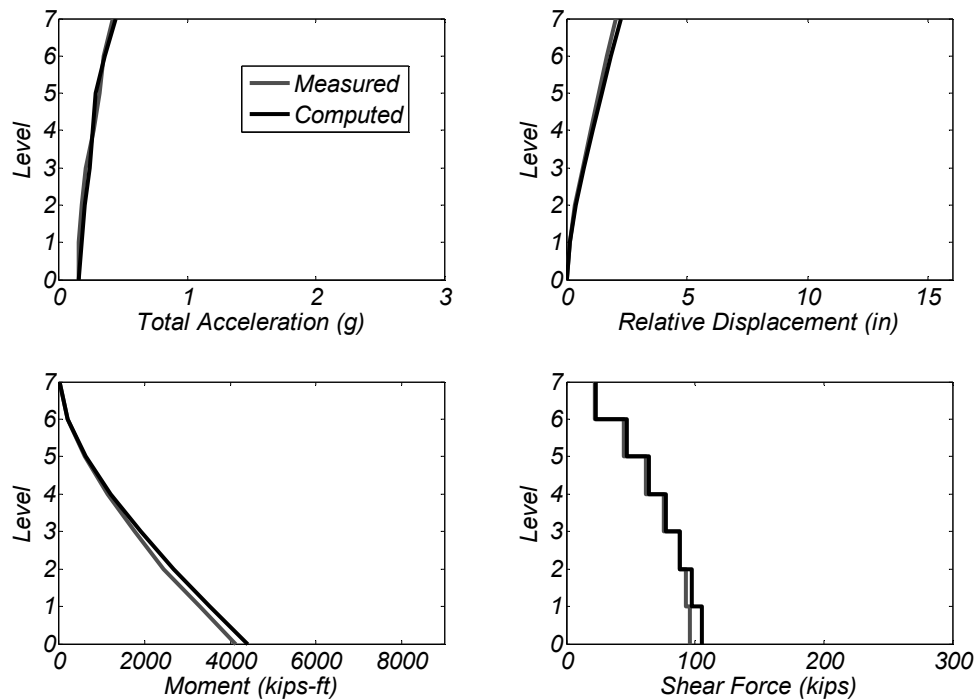 7
6
5
4
3
2
1
0
Level
0 1 2 3
Total Acceleration (g)
Measured
Computed
7
6
5
4
3
2
1
0
Level
0 5 10 15
Relative Displacement (in)
7
6
5
4
3
2
1
0
Level
0 2000 4000 6000 8000
Moment (kips-ft)
7
6
5
4
3
2
1
0
Level
0 100 200 300
Shear Force (kips)